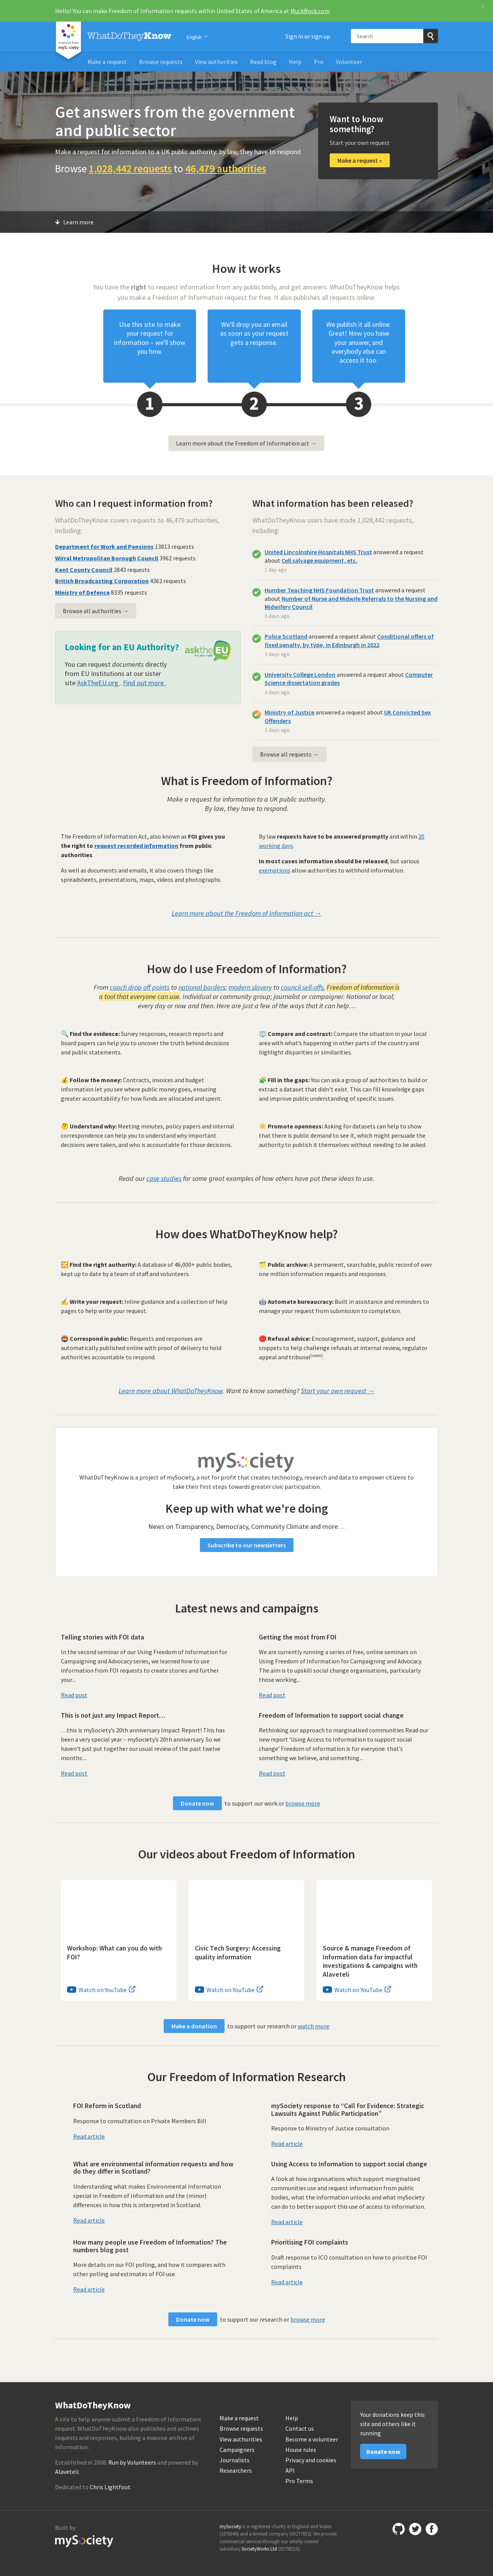 Hello! You can make Freedom of Information requests within United States of America at MuckRock.com
mySociety
WhatDoTheyKnow
English
Sign in or sign up
Search
Make a request
Browse requests
View authorities
Read blog
Help
Pro
Volunteer
Get answers from the government
and public sector
Make a request for information to a UK public authority: by law, they have to respond
Browse 1,028,442 requests to 46,479 authorities
Want to know
something?
Start your own request
Make a request »
Learn more
How it works
You have the right to request information from any public body, and get answers. WhatDoTheyKnow helps
you make a Freedom of Information request for free. It also publishes all requests online.
Use this site to make
your request for
information – we'll show
you how.
We'll drop you an email
as soon as your request
gets a response.
We publish it all online.
Great! Now you have
your answer, and
everybody else can
access it too.
1
2
3
Learn more about the Freedom of Information act →
Who can I request information from?
WhatDoTheyKnow covers requests to 46,479 authorities,
including:
Department for Work and Pensions 13813 requests
Wirral Metropolitan Borough Council 3962 requests
Kent County Council 2843 requests
British Broadcasting Corporation 4362 requests
Ministry of Defence 8335 requests
Browse all authorities →
Looking for an EU Authority?
You can request documents directly
from EU Institutions at our sister
site AskTheEU.org . Find out more .
What information has been released?
WhatDoTheyKnow users have made 1,028,442 requests,
including:
United Lincolnshire Hospitals NHS Trust answered a request
about Cell salvage equipment, etc.
1 day ago
Humber Teaching NHS Foundation Trust answered a request
about Number of Nurse and Midwife Referrals to the Nursing and
Midwifery Council
3 days ago
Police Scotland answered a request about Conditional offers of
fixed penalty, by type, in Edinburgh in 2022
3 days ago
University College London answered a request about Computer
Science dissertation grades
3 days ago
Ministry of Justice answered a request about UK Convicted Sex
Offenders
3 days ago
Browse all requests →
What is Freedom of Information?
Make a request for information to a UK public authority.
By law, they have to respond.
The Freedom of Information Act, also known as FOI gives you
the right to request recorded information from public
authorities.
As well as documents and emails, it also covers things like
spreadsheets, presentations, maps, videos and photographs.
By law requests have to be answered promptly and within 20
working days.
In most cases information should be released, but various
exemptions allow authorities to withhold information.
Learn more about the Freedom of Information act →
How do I use Freedom of Information?
From coach drop off points to national borders; modern slavery to council sell-offs, Freedom of Information is
a tool that everyone can use. Individual or community group; journalist or campaigner. National or local;
every day or now and then. Here are just a few of the ways that it can help…
🔍 Find the evidence: Survey responses, research reports and
board papers can help you to uncover the truth behind decisions
and public statements.
⚖️ Compare and contrast: Compare the situation in your local
area with what's happening in other parts of the country and
highlight disparities or similarities.
💰 Follow the money: Contracts, invoices and budget
information let you see where public money goes, ensuring
greater accountability for how funds are allocated and spent.
🧩 Fill in the gaps: You can ask a group of authorities to build or
extract a dataset that didn't exist. This can fill knowledge gaps
and improve public understanding of specific issues.
🤔 Understand why: Meeting minutes, policy papers and internal
correspondence can help you to understand why important
decisions were taken, and who is accountable for those decisions.
☀️ Promote openness: Asking for datasets can help to show
that there is public demand to see it, which might persuade the
authority to publish it themselves without needing to be asked.
Read our case studies for some great examples of how others have put these ideas to use.
How does WhatDoTheyKnow help?
🔀 Find the right authority: A database of 46,000+ public bodies,
kept up to date by a team of staff and volunteers.
🗂️ Public archive: A permanent, searchable, public record of over
one million information requests and responses.
✍️ Write your request: Inline guidance and a collection of help
pages to help write your request.
🤖 Automate bureaucracy: Built in assistance and reminders to
manage your request from submission to completion.
Correspond in public: Requests and responses are
automatically published online with proof of delivery to hold
authorities accountable to respond.
🛑 Refusal advice: Encouragement, support, guidance and
snippets to help challenge refusals at internal review, regulator
appeal and tribunal(soon!).
Learn more about WhatDoTheyKnow. Want to know something? Start your own request →
mySociety
WhatDoTheyKnow is a project of mySociety, a not for profit that creates technology, research and data to empower citizens to
take their first steps towards greater civic participation.
Keep up with what we're doing
News on Transparency, Democracy, Community Climate and more…
Subscribe to our newsletters
Latest news and campaigns
Telling stories with FOI data
In the second seminar of our Using Freedom of Information for
Campaigning and Advocacy series, we learned how to use
information from FOI requests to create stories and further
your...
Read post
Getting the most from FOI
We are currently running a series of free, online seminars on
Using Freedom of Information for Campaigning and Advocacy.
The aim is to upskill social change organisations, particularly
those working...
Read post
This is not just any Impact Report…
…this is mySociety's 20th anniversary Impact Report! This has
been a very special year – mySociety's 20th anniversary. So we
haven't just put together our usual review of the past twelve
months:...
Read post
Freedom of Information to support social change
Rethinking our approach to marginalised communities Read our
new report 'Using Access to Information to support social
change' Freedom of information is for everyone: that's
something we believe, and something...
Read post
Donate now to support our work or browse more
Our videos about Freedom of Information
Workshop: What can you do with
FOI?
Watch on YouTube
Civic Tech Surgery: Accessing
quality information
Watch on YouTube
Source & manage Freedom of
Information data for impactful
investigations & campaigns with
Alaveteli
Watch on YouTube
Make a donation to support our research or watch more
Our Freedom of Information Research
FOI Reform in Scotland
Response to consultation on Private Members Bill
Read article
mySociety response to "Call for Evidence: Strategic
Lawsuits Against Public Participation"
Response to Ministry of Justice consultation
Read article
What are environmental information requests and how
do they differ in Scotland?
Understanding what makes Environmental Information
special in Freedom of Information and the (minor)
differences in how this is interpreted in Scotland.
Read article
Using Access to Information to support social change
A look at how organisations which support marginalised
communities use and request information from public
bodies, what the information unlocks and what mySociety
can do to better support this use of access to information.
Read article
How many people use Freedom of Information? The
numbers blog post
More details on our FOI polling, and how it compares with
other polling and estimates of FOI use.
Read article
Prioritising FOI complaints
Draft response to ICO consultation on how to prioritise FOI
complaints
Read article
Donate now to support our research or browse more
WhatDoTheyKnow
A site to help anyone submit a Freedom of Information
request. WhatDoTheyKnow also publishes and archives
requests and responses, building a massive archive of
information.
Established in 2008. Run by Volunteers and powered by
Alaveteli.
Dedicated to Chris Lightfoot.
Make a request
Browse requests
View authorities
Campaigners
Journalists
Researchers
Help
Contact us
Become a volunteer
House rules
Privacy and cookies
API
Pro Terms
Your donations keep this
site and others like it
running
Donate now
Built by
mySociety
mySociety is a registered charity in England and Wales
(1076346) and a limited company (03277032). We provide
commercial services through our wholly owned
subsidiary SocietyWorks Ltd (05798215).